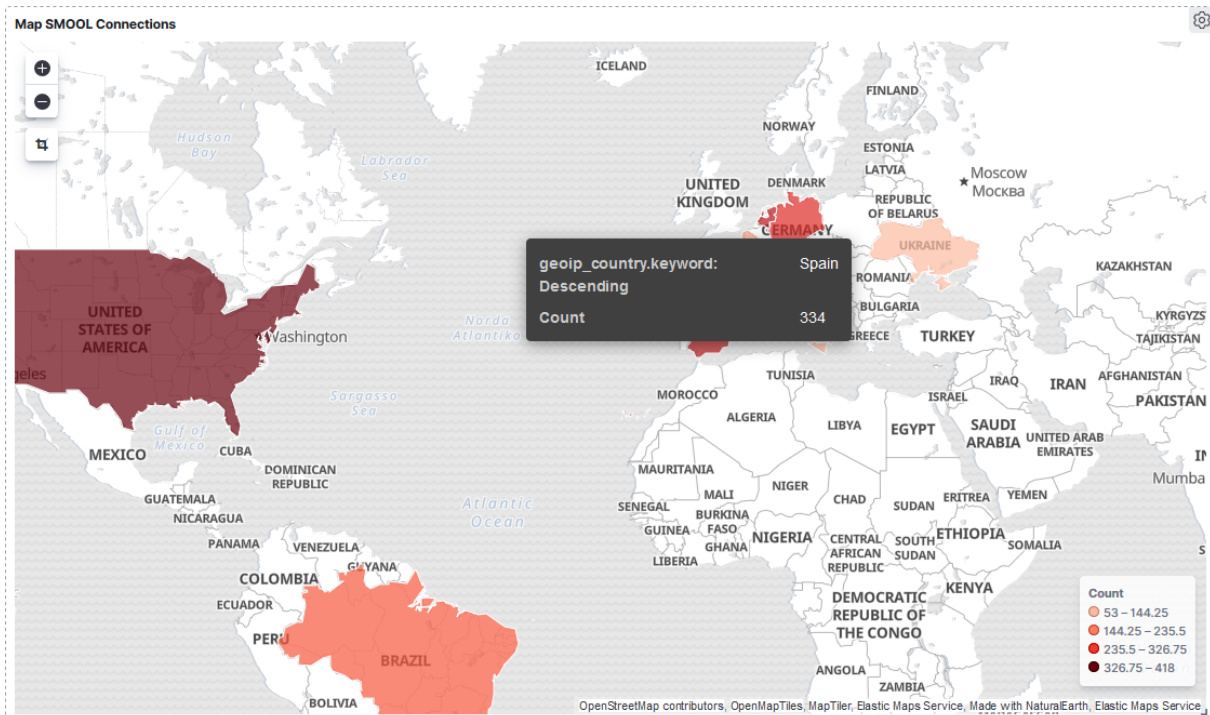 Map SMOOL Connections
ICELAND
FINLAND
NORWAY
Hudson
Bay
Labrador
Sea
ESTONIA
LATVIA
Moscow
Москва
UNITED
KINGDOM
DENMARK
REPUBLIC
OF BELARUS
GERMANY
UKRAINE
geoip_country.keyword: Spain
Descending
Count 334
KAZAKHSTAN
ROMANIA
BULGARIA
UNITED
STATES OF
AMERICA
Washington
Norda
Atlantiko
TURKEY
TAJIKISTAN
TUNISIA
IRAQ
IRAN
AFGHANISTAN
Sargasso
Sea
MOROCCO
ISRAEL
PAKISTAN
ALGERIA
LIBYA
EGYPT
SAUDI
ARABIA
UNITED ARAB
EMIRATES
Gulf of
Mexico
MEXICO
CUBA
DOMINICAN
REPUBLIC
MAURITANIA
NIGER
MALI
CHAD
SUDAN
ERITREA
YEMEN
GUATEMALA
NICARAGUA
Atlantic
Ocean
SENEGAL
BURKINA
FASO
GUINEA
GHANA
NIGERIA
CENTRAL
AFRICAN
REPUBLIC
SOUTH
SUDAN
ETHIOPIA
SOMALIA
PANAMA
VENEZUELA
LIBERIA
GUYANA
COLOMBIA
KENYA
ECUADOR
DEMOCRATIC
REPUBLIC OF
THE CONGO
PERU
BRAZIL
ANGOLA
ZAMBIA
BOLIVIA
Count
53 – 144.25
144.25 – 235.5
235.5 – 326.75
326.75 – 418
OpenStreetMap contributors, OpenMapTiles, MapTiler, Elastic Maps Service, Made with NaturalEarth, Elastic Maps Service